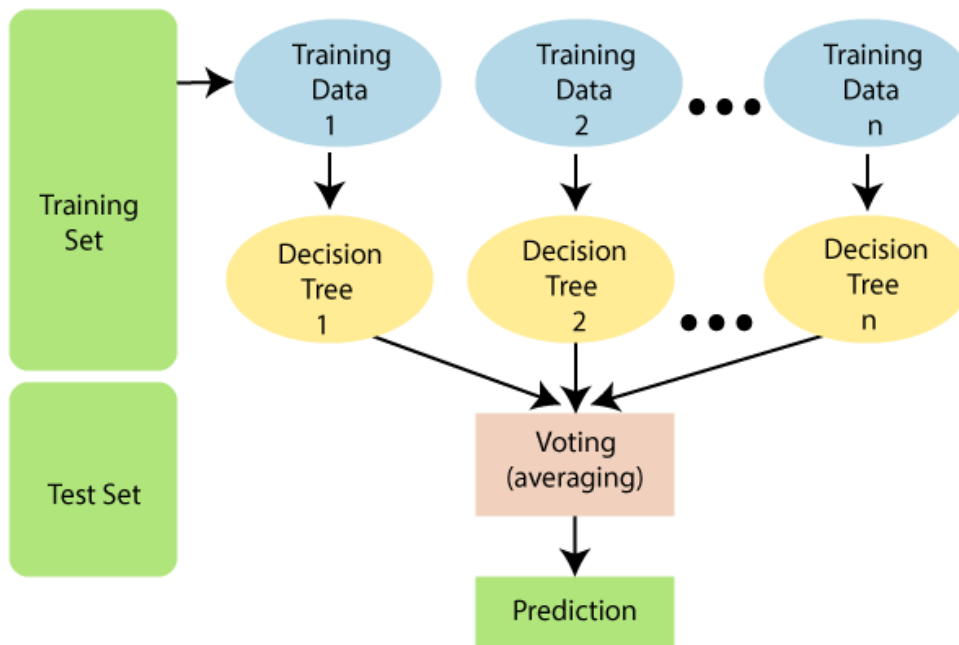 Training
Set
Test Set
Training
Data
1
Training
Data
2
Training
Data
n
Decision
Tree
1
Decision
Tree
2
Decision
Tree
n
Voting
(averaging)
Prediction